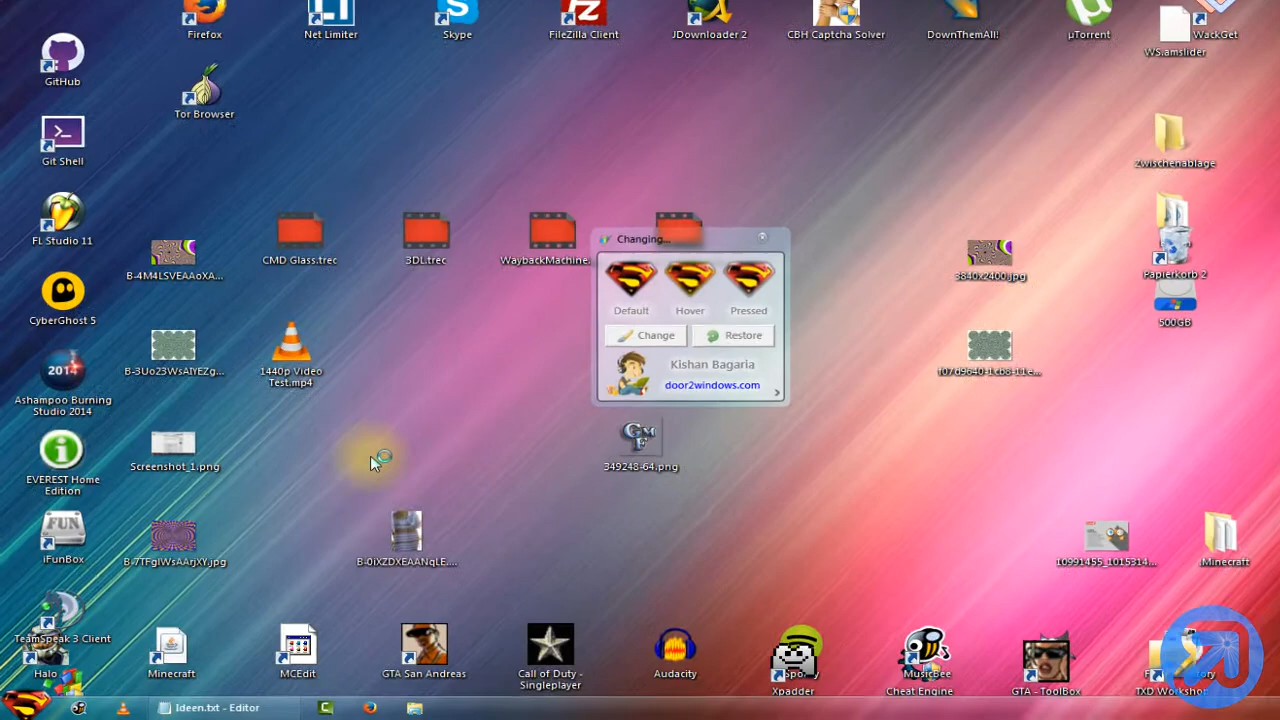 Firefox
Net Limiter
Skype
FileZilla Client
JDownloader 2
CBH Captcha Solver
DownThemAll!
µTorrent
WackGet
WS.amslider
GitHub
Tor Browser
Git Shell
Zwischenablage
FL Studio 11
CMD Glass.trec
3DL.trec
WaybackMachine.
Changing...
B-4M4LSVEAAoXA...
3840x2400.jpg
Papierkorb 2
CyberGhost 5
Default
Hover
Pressed
500GB
Change
Restore
B-3Uo23WsAIYEZg...
1440p Video
Test.mp4
Kishan Bagaria
door2windows.com
2014
Ashampoo Burning
Studio 2014
GMF
Screenshot_1.png
349248-64.png
EVEREST Home
Edition
FUN
iFunBox
B-7TFgIWsAArjXY.jpg
B-0iXZDXEAANqLE....
10991455_1015314...
.Minecraft
TeamSpeak 3 Client
Halo
Minecraft
MCEdit
GTA San Andreas
Call of Duty -
Singleplayer
Audacity
Xpadder
MusicBee
Cheat Engine
GTA - ToolBox
TXD Workshop
Ideen.txt - Editor